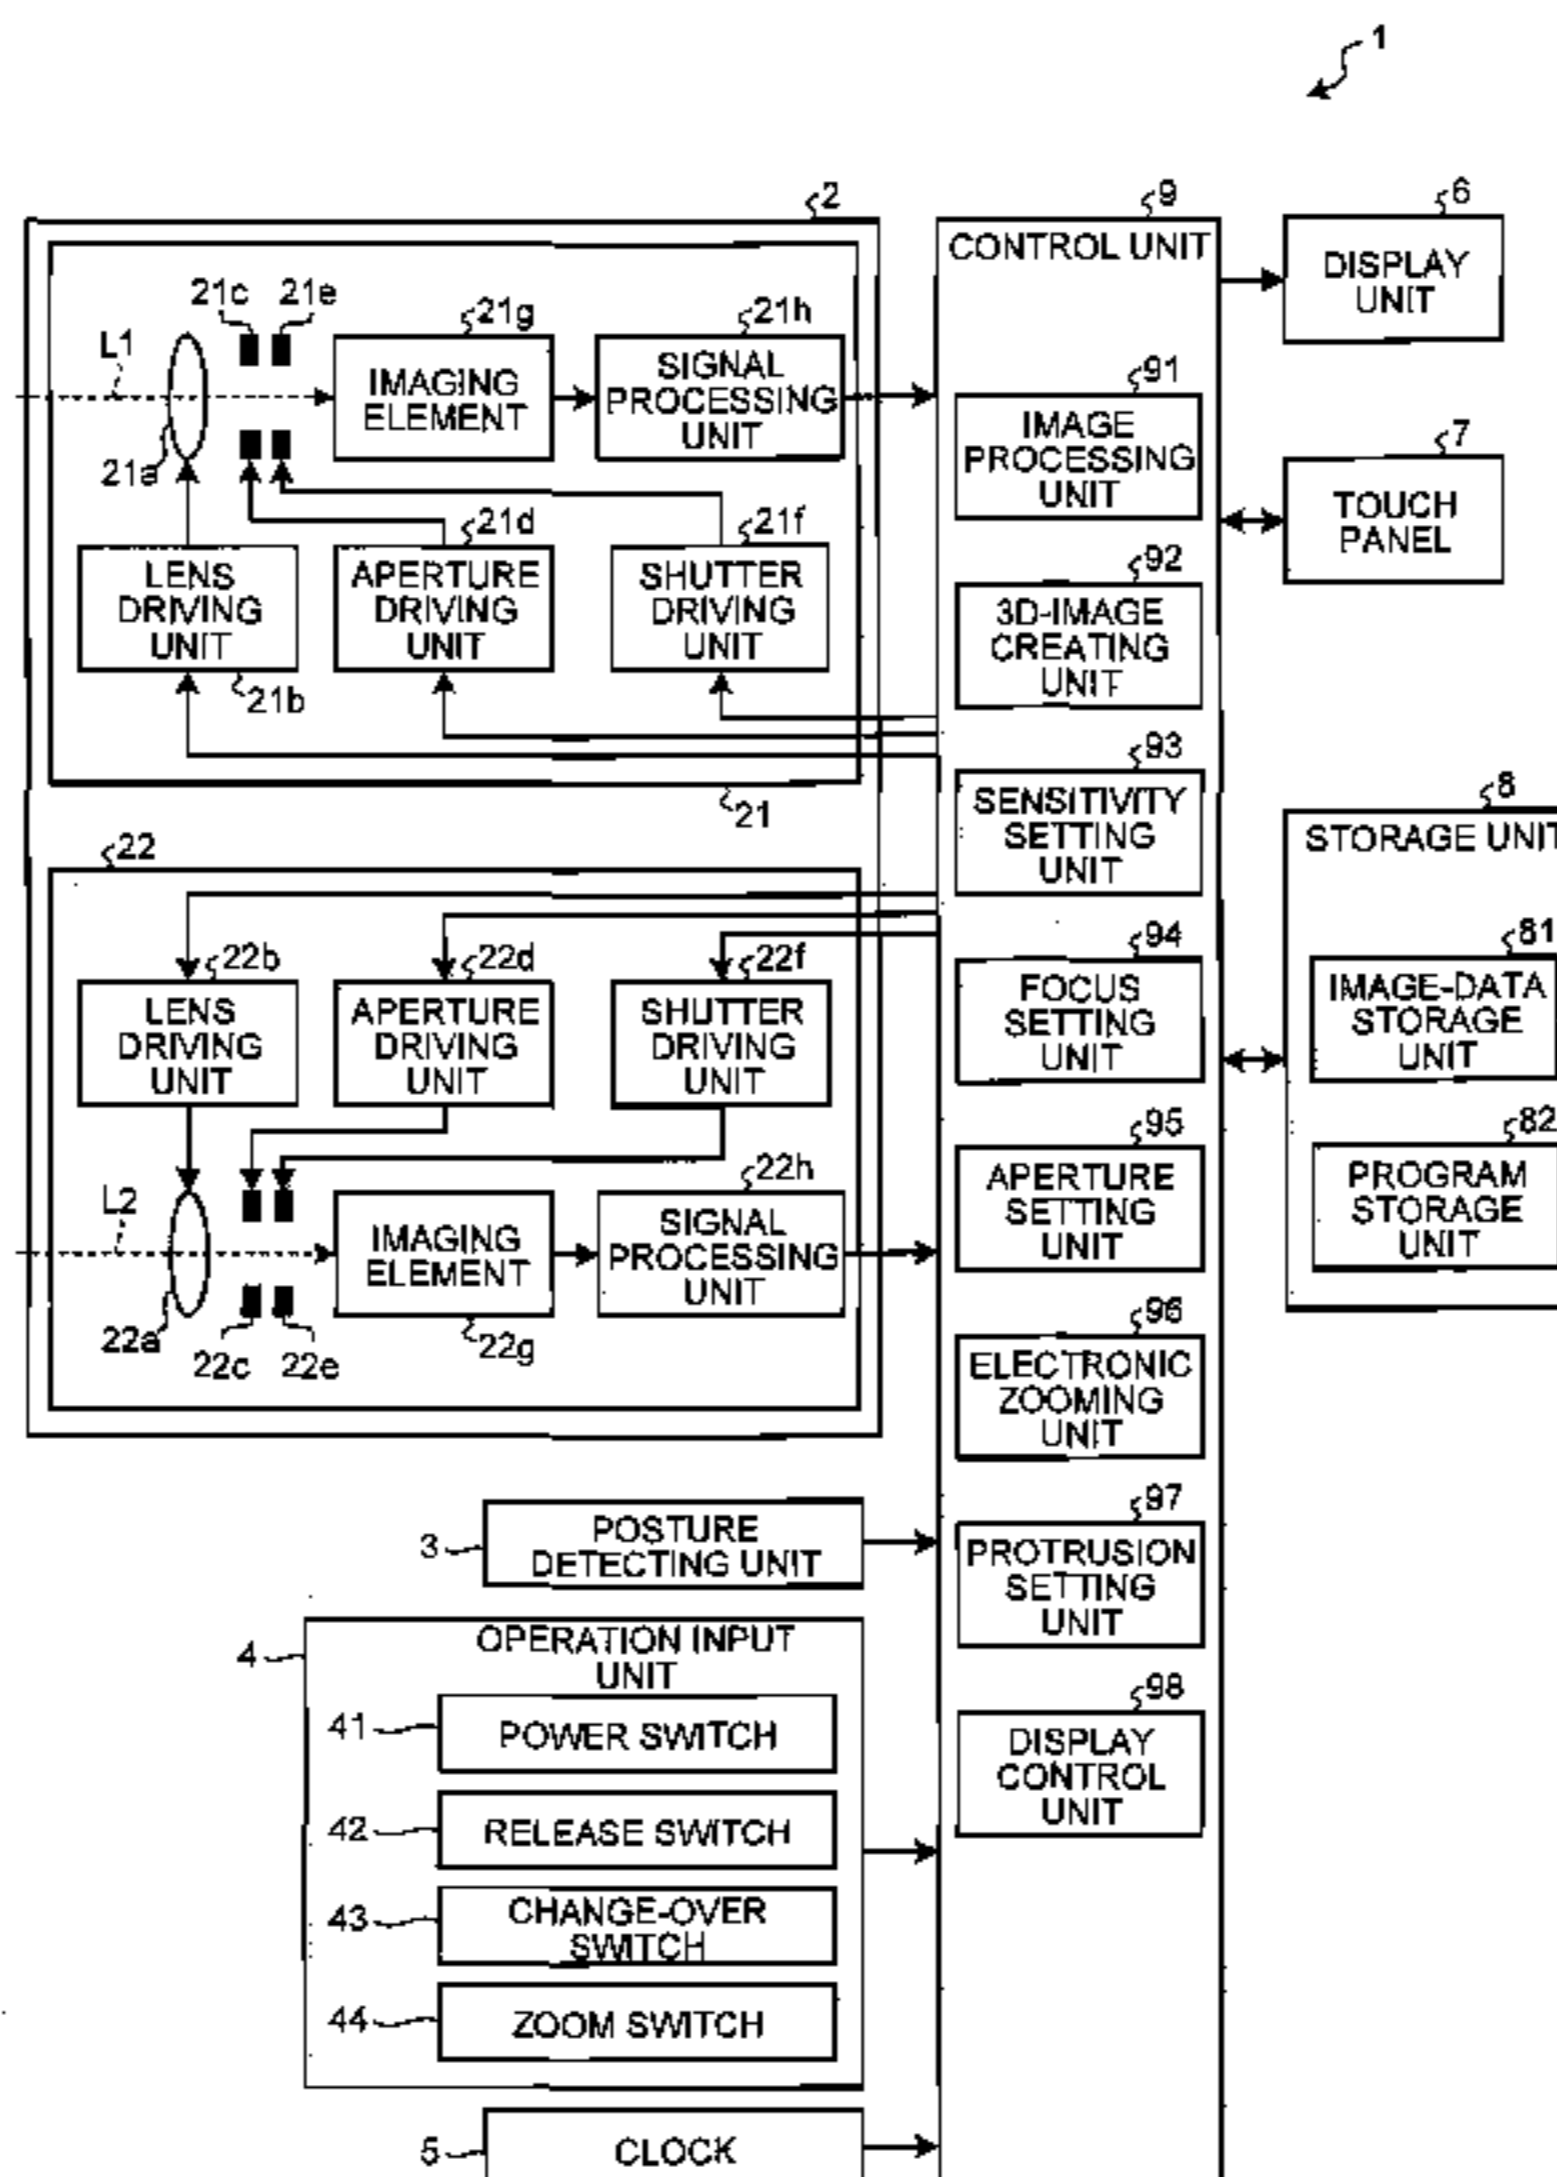 1
2
21c 21e
21g
21h
L1
IMAGING
ELEMENT
SIGNAL
PROCESSING
UNIT
21a
21d
21f
LENS
DRIVING
UNIT
APERTURE
DRIVING
UNIT
SHUTTER
DRIVING
UNIT
21b
21
22
22b
22d
22f
LENS
DRIVING
UNIT
APERTURE
DRIVING
UNIT
SHUTTER
DRIVING
UNIT
22h
L2
IMAGING
ELEMENT
SIGNAL
PROCESSING
UNIT
22a
22c 22e
22g
3
POSTURE
DETECTING UNIT
4
OPERATION INPUT
UNIT
41
POWER SWITCH
42
RELEASE SWITCH
43
CHANGE-OVER
SWITCH
44
ZOOM SWITCH
5
CLOCK
9
CONTROL UNIT
91
IMAGE
PROCESSING
UNIT
92
3D-IMAGE
CREATING
UNIT
93
SENSITIVITY
SETTING
UNIT
94
FOCUS
SETTING
UNIT
95
APERTURE
SETTING
UNIT
96
ELECTRONIC
ZOOMING
UNIT
97
PROTRUSION
SETTING
UNIT
98
DISPLAY
CONTROL
UNIT
6
DISPLAY
UNIT
7
TOUCH
PANEL
8
STORAGE UNIT
81
IMAGE-DATA
STORAGE
UNIT
82
PROGRAM
STORAGE
UNIT